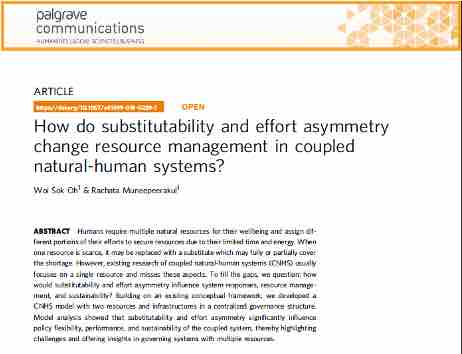 palgrave
communications
HUMANITIES | SOCIAL SCIENCES | BUSINESS
ARTICLE
OPEN
How do substitutability and effort asymmetry
change resource management in coupled
natural-human systems?
Woi Sok Oh1 & Rachata Muneepeerakul1
ABSTRACT Humans require multiple natural resources for their wellbeing and assign dif-
ferent portions of their efforts to secure resources due to their limited time and energy. When
one resource is scarce, it may be replaced with a substitute which may fully or partially cover
the shortage. However, existing research of coupled natural-human systems (CNHS) usually
focuses on a single resource and misses these aspects. To fill the gaps, we question: how
would substitutability and effort asymmetry influence system responses, resource manage-
ment, and sustainability? Building on an existing conceptual framework, we developed a
CNHS model with two resources and infrastructures in a centralized governance structure.
Model analysis showed that substitutability and effort asymmetry significantly influence
policy flexibility, performance, and sustainability of the coupled system, thereby highlighting
challenges and offering insights in governing systems with multiple resources.